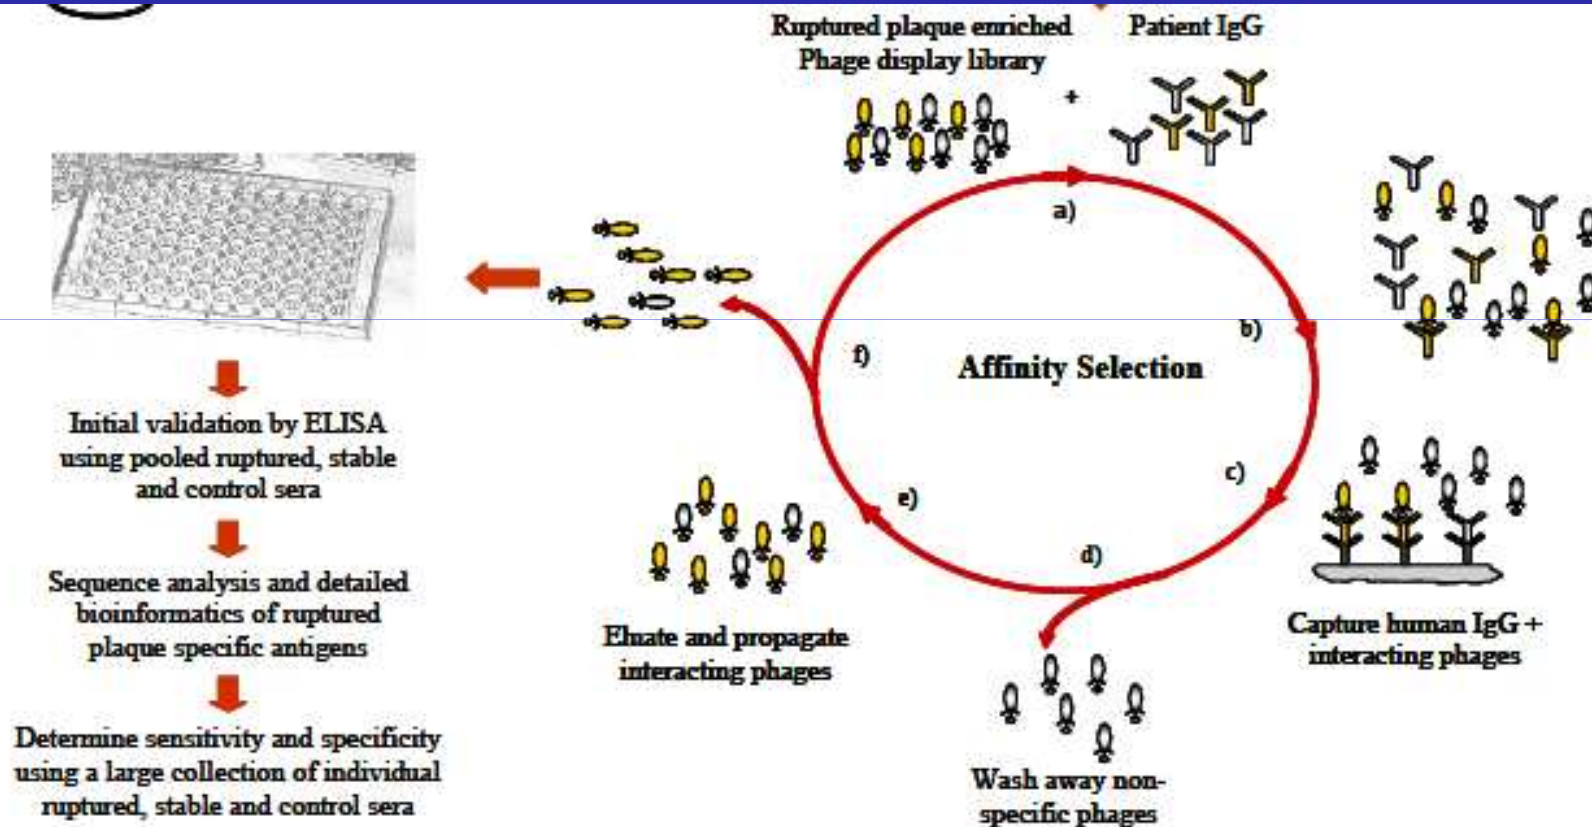 Ruptured plaque enriched
Phage display library
+
Patient IgG
a)
b)
c)
d)
e)
f)
Affinity Selection
Capture human IgG +
interacting phages
Wash away non-
specific phages
Eluate and propagate
interacting phages
Initial validation by ELISA
using pooled ruptured, stable
and control sera
Sequence analysis and detailed
bioinformatics of ruptured
plaque specific antigens
Determine sensitivity and specificity
using a large collection of individual
ruptured, stable and control sera